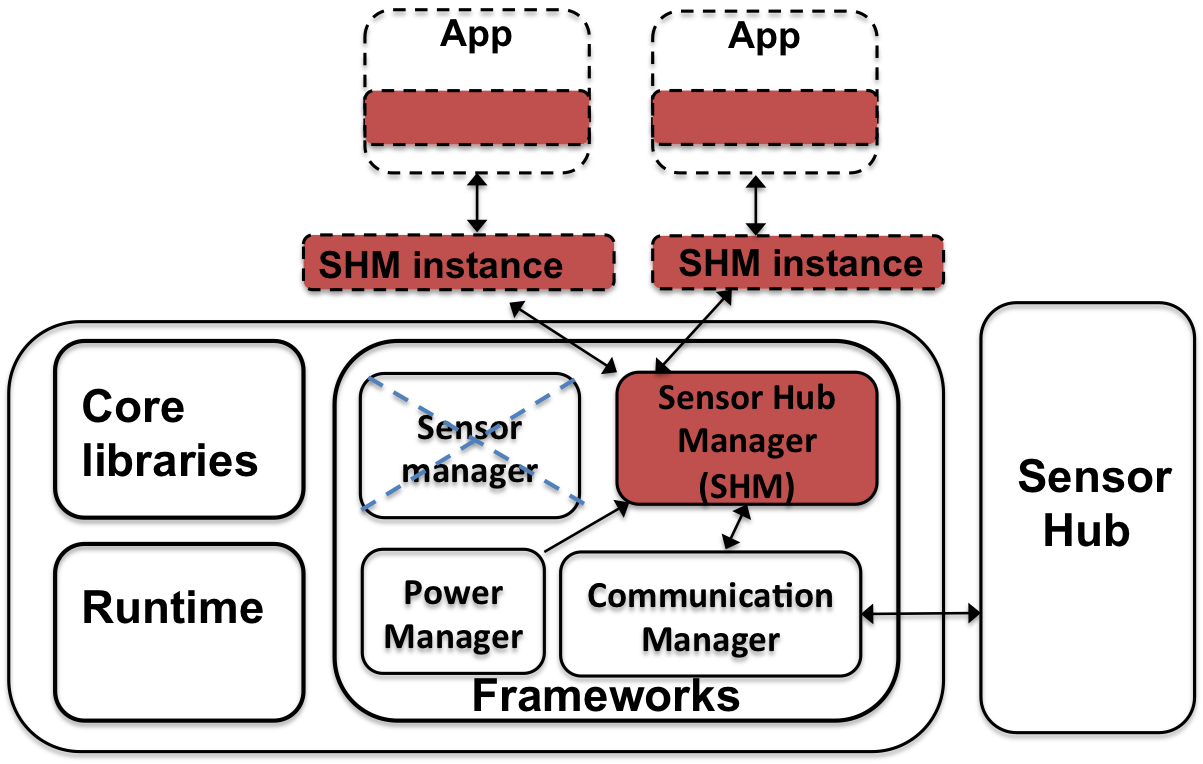 App
App
SHM instance
SHM instance
Core
libraries
Sensor
manager
Sensor Hub
Manager
(SHM)
Sensor
Hub
Runtime
Power
Manager
Communication
Manager
Frameworks